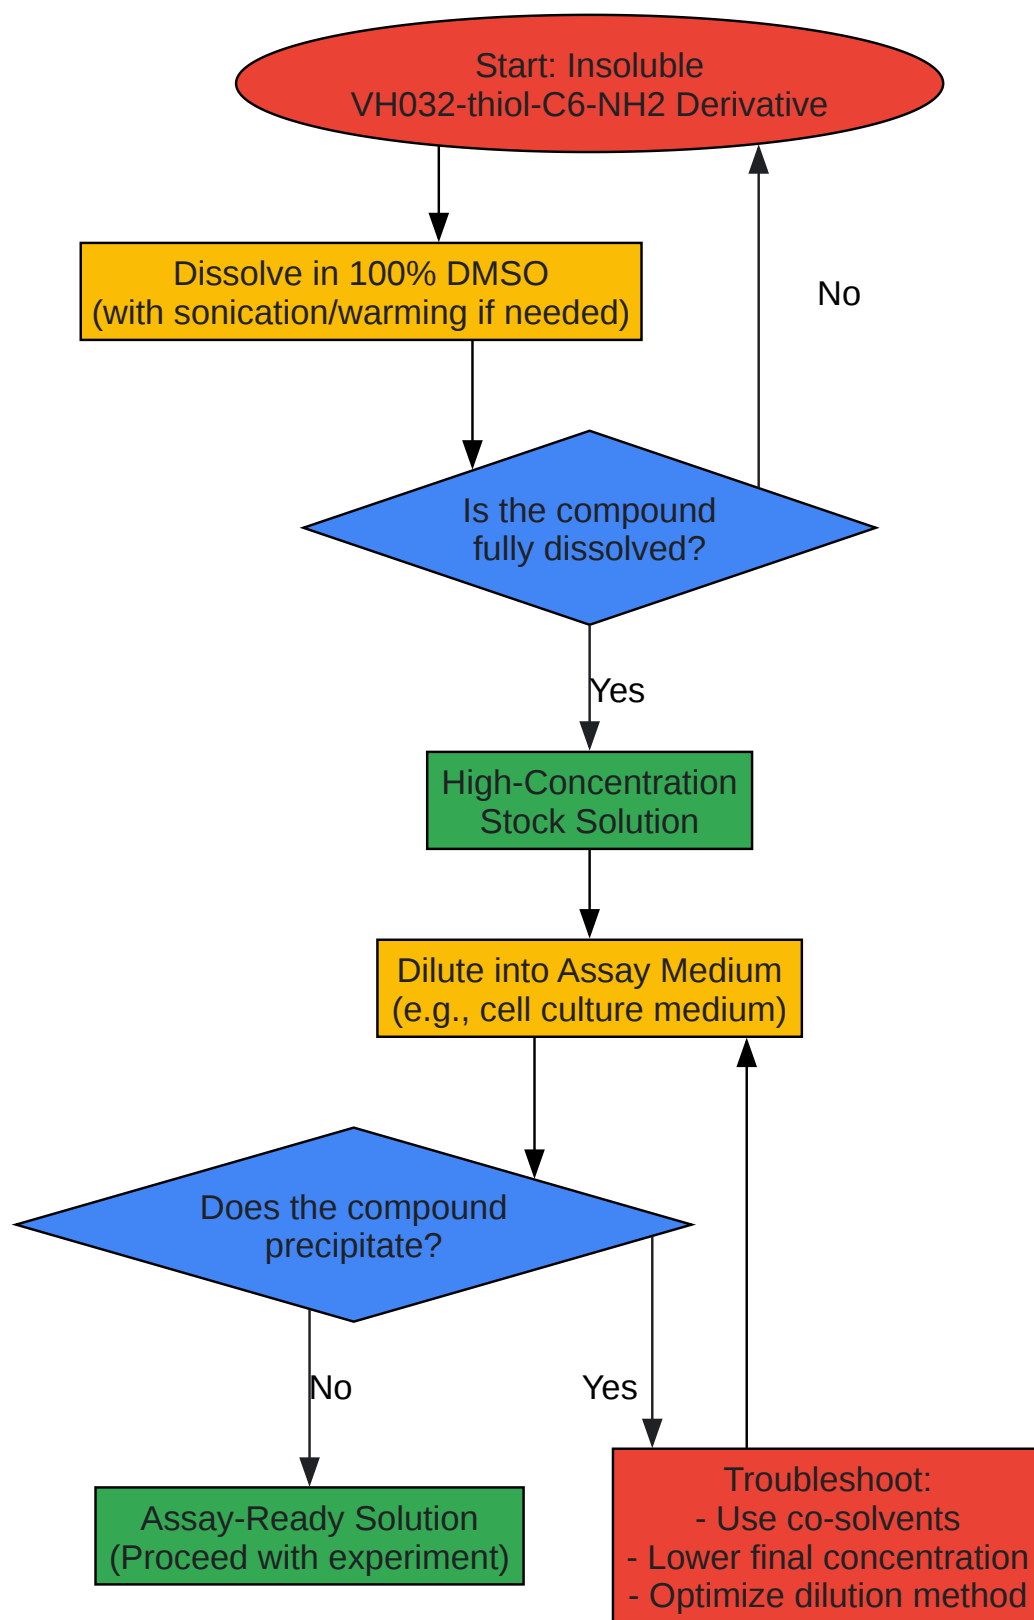 Start: Insoluble
VH032-thiol-C6-NH2 Derivative
Dissolve in 100% DMSO
(with sonication/warming if needed)
No
Is the compound
fully dissolved?
Yes
High-Concentration
Stock Solution
Dilute into Assay Medium
(e.g., cell culture medium)
Does the compound
precipitate?
No
Yes
Assay-Ready Solution
(Proceed with experiment)
Troubleshoot:
- Use co-solvents
- Lower final concentration
- Optimize dilution method